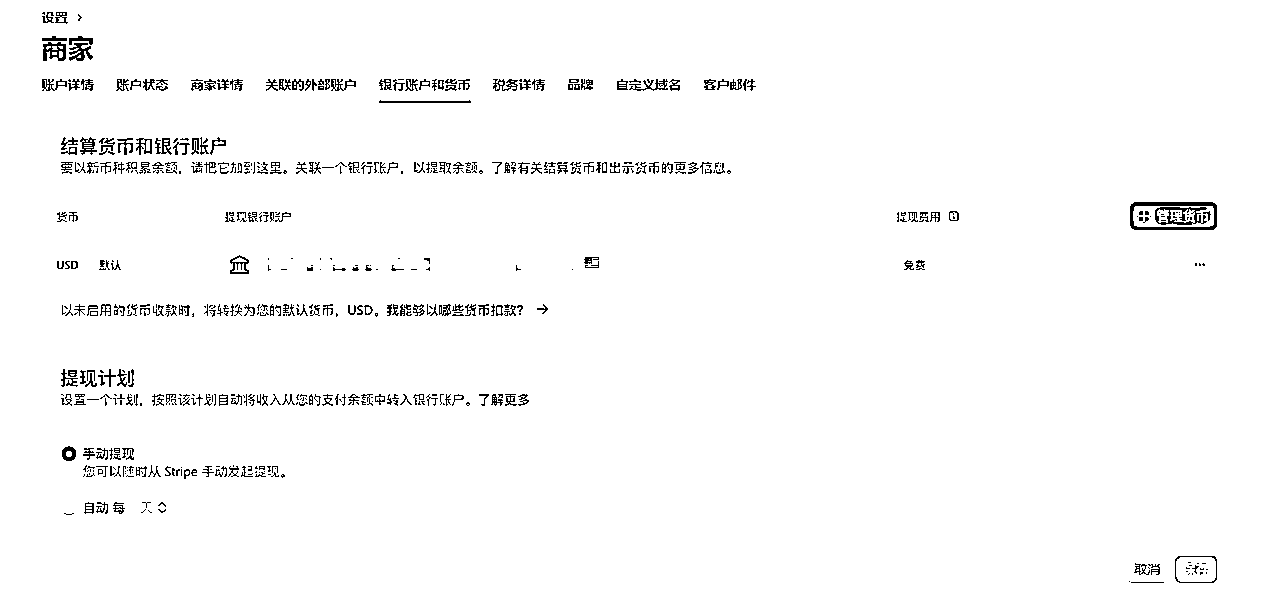 设置 >
商家
账户详情 账户状态 商家详情 关联的外部账户 银行账户和货币 税务详情 品牌 自定义域名 客户邮件
结算货币和银行账户
要以新币种积累余额，请把它加到这里。关联一个银行账户，以提取余额。了解有关结算货币和出示货币的更多信息。
货币 提现银行账户 提现费用 管理货币
USD 默认 免费 ...
以未启用的货币收款时，将转换为您的默认货币，USD。我能够以哪些货币扣款？ →
提现计划
设置一个计划，按照该计划自动将收入从您的支付余额中转入银行账户。了解更多
手动提现
您可以随时从 Stripe 手动发起提现。
自动 每 天
取消